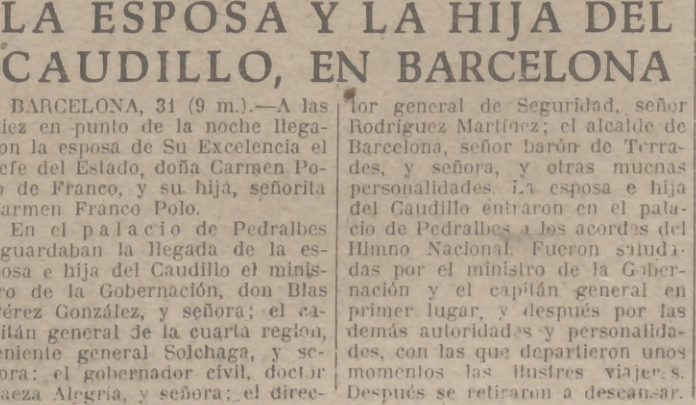 LA ESPOSA Y LA HIJA DEL
CAUDILLO, EN BARCELONA
BARCELONA, 31 (9 m.).—A las
iez en punto de la noche llega-
on la esposa de Su Excelencia el
efe del Estado, doña Carmen Po-
o de Franco, y su hija, señorita
armen Franco Polo.
En el palacio de Pedralbes
guardaban la llegada de la es-
osa e hija del Caudillo el minis-
ro de la Gobernación, don Blas
érez González, y señora; el ca-
itán general de la cuarta región,
eniente general Solchaga, y se-
ora; el gobernador civil, doctor
aeza Alegría, y señora; el direc-
tor general de Seguridad, señor
Rodríguez Martínez; el alcalde de
Barcelona, señor barón de Terra-
des, y señora, y otras muchas
personalidades. La esposa e hija
del Caudillo entraron en el pala-
cio de Pedralbes a los acordes del
Himno Nacional. Fueron saluda-
das por el ministro de la Gober-
nación y el capitán general en
primer lugar, y después por las
demás autoridades y personalida-
des, con las que departieron unos
momentos las ilustres viajeras.
Después se retiraron a descansar.